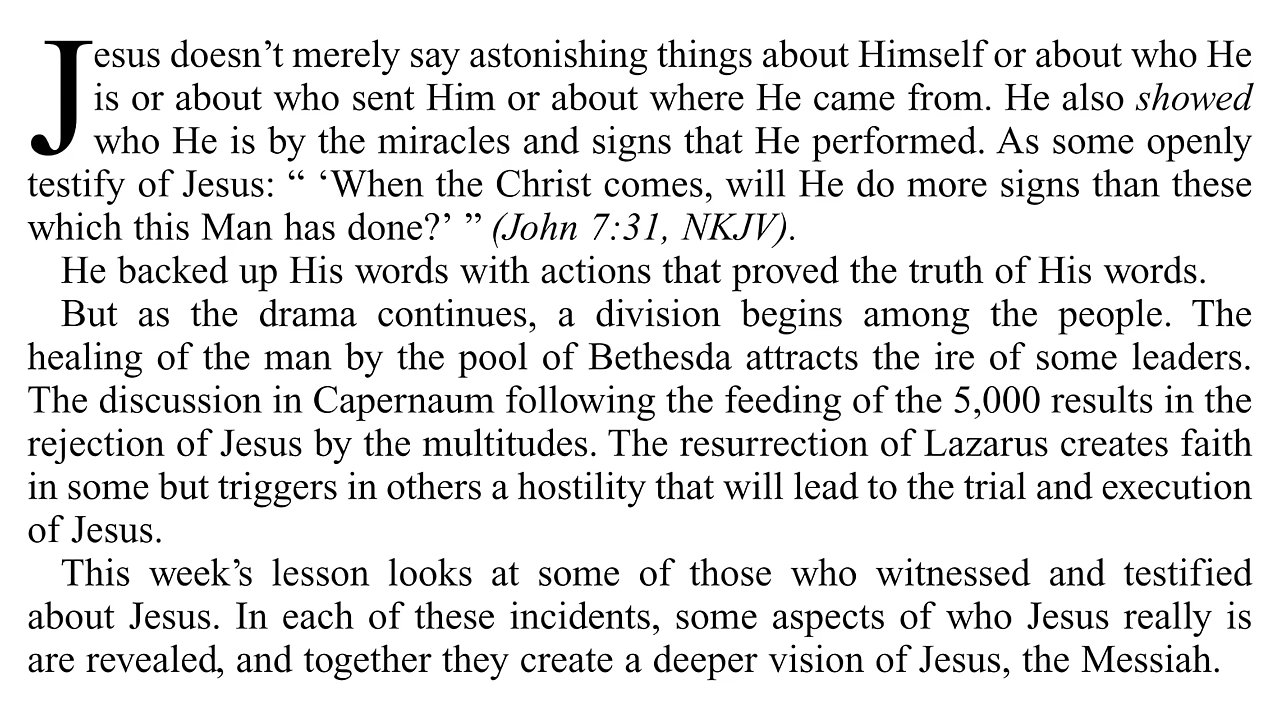 Jesus doesn’t merely say astonishing things about Himself or about who He
is or about who sent Him or about where He came from. He also showed
who He is by the miracles and signs that He performed. As some openly
testify of Jesus: “ ‘When the Christ comes, will He do more signs than these
which this Man has done?’ ” (John 7:31, NKJV).
He backed up His words with actions that proved the truth of His words.
But as the drama continues, a division begins among the people. The
healing of the man by the pool of Bethesda attracts the ire of some leaders.
The discussion in Capernaum following the feeding of the 5,000 results in the
rejection of Jesus by the multitudes. The resurrection of Lazarus creates faith
in some but triggers in others a hostility that will lead to the trial and execution
of Jesus.
This week’s lesson looks at some of those who witnessed and testified
about Jesus. In each of these incidents, some aspects of who Jesus really is
are revealed, and together they create a deeper vision of Jesus, the Messiah.